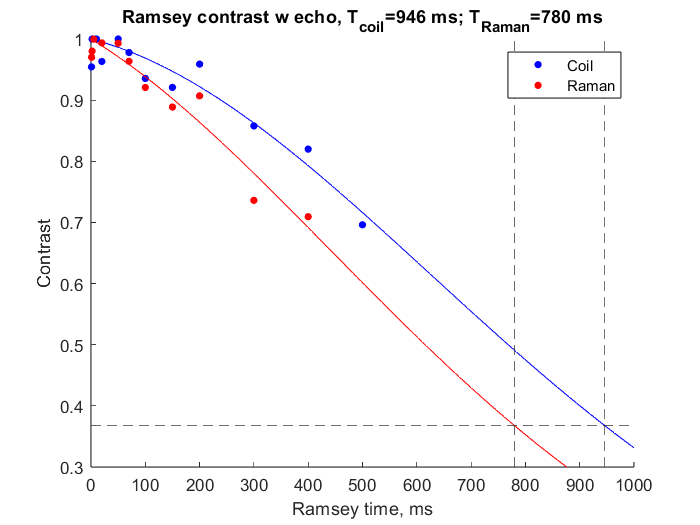 Ramsey contrast w echo, T_coil=946 ms; T_Raman=780 ms
1
0.9
0.8
0.7
0.6
0.5
0.4
0.3
Contrast
Coil
Raman
0 100 200 300 400 500 600 700 800 900 1000
Ramsey time, ms